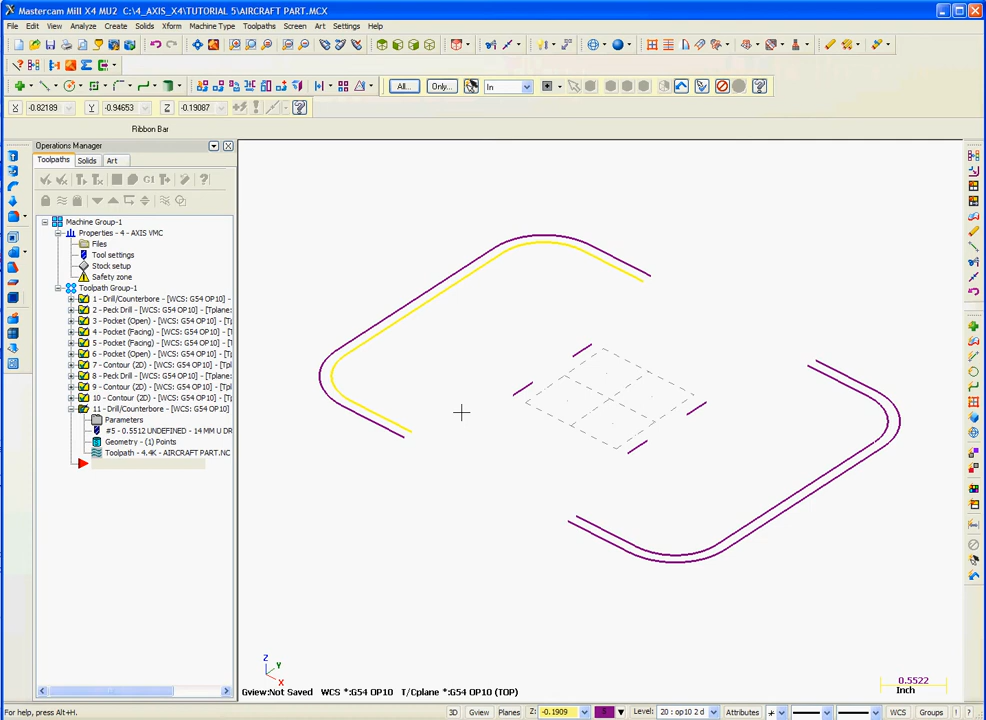 Mastercam Mill X4 MU2 C:\4_AXIS_X4\TUTORIAL 5\AIRCRAFT PART.MCX
File Edit View Analyze Create Solids Xform Machine Type Toolpaths Screen Art Settings Help
All... Only... In
X -0.82189 Y -0.94653 Z -0.19087
Ribbon Bar
Operations Manager
Toolpaths Solids Art
G1
Machine Group-1
Properties - 4 - AXIS VMC
Files
Tool settings
Stock setup
Safety zone
Toolpath Group-1
1 - Drill/Counterbore - [WCS: G54 OP10] -
2 - Peck Drill - [WCS: G54 OP10] - [Tplane:
3 - Pocket (Open) - [WCS: G54 OP10] - [Tp
4 - Pocket (Facing) - [WCS: G54 OP10] - [T
5 - Pocket (Facing) - [WCS: G54 OP10] - [T
6 - Pocket (Open) - [WCS: G54 OP10] - [Tp
7 - Contour (2D) - [WCS: G54 OP10] - [Tpl
8 - Peck Drill - [WCS: G54 OP10] - [Tplane:
9 - Contour (2D) - [WCS: G54 OP10] - [Tpl
10 - Contour (2D) - [WCS: G54 OP10] - [Tp
11 - Drill/Counterbore - [WCS: G54 OP10]
Parameters
#5 - 0.5512 UNDEFINED - 14 MM U DR
Geometry - (1) Points
Toolpath - 4.4K - AIRCRAFT PART.NC
Z
Y
X
0.5522
Inch
Gview:Not Saved WCS *:G54 OP10 T/Cplane *:G54 OP10 (TOP)
For help, press Alt+H.
3D Gview Planes Z: -0.1909 Level: 20 : op10 2 d Attributes WCS Groups ! ?